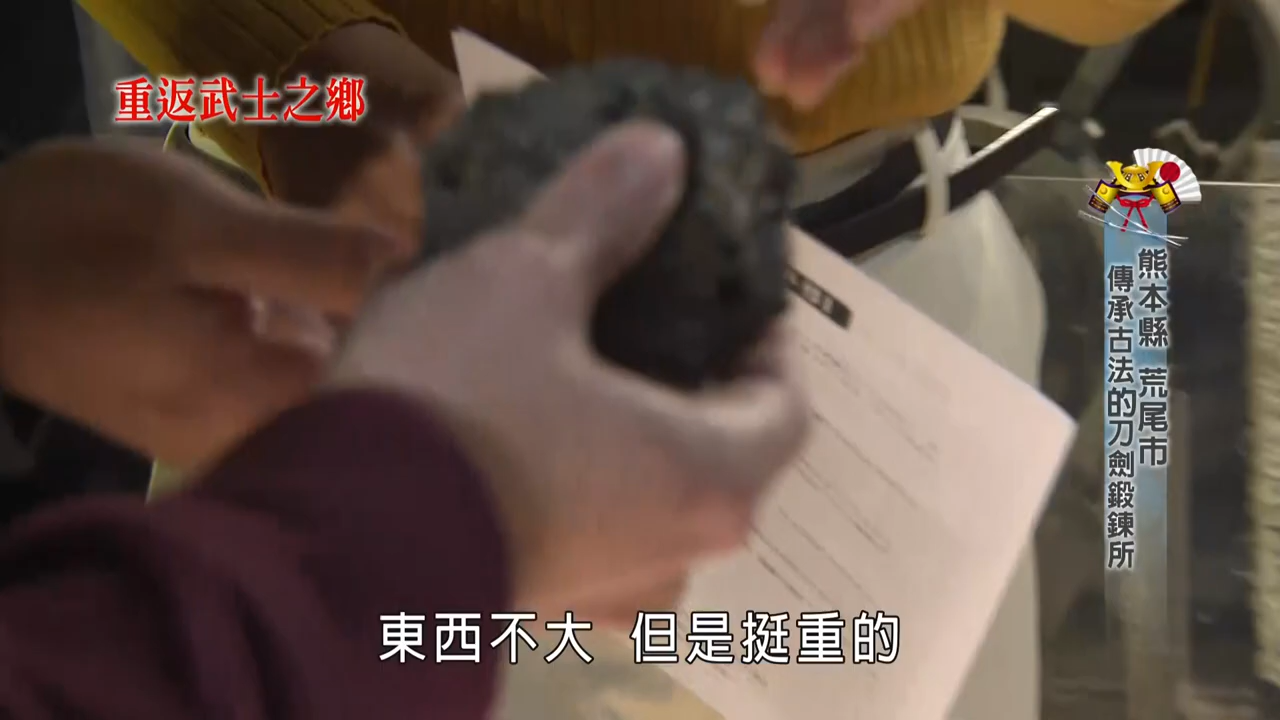 重返武士之鄉
熊本縣 荒尾市
傳承古法的刀劍鍛鍊所
東西不大 但是挺重的